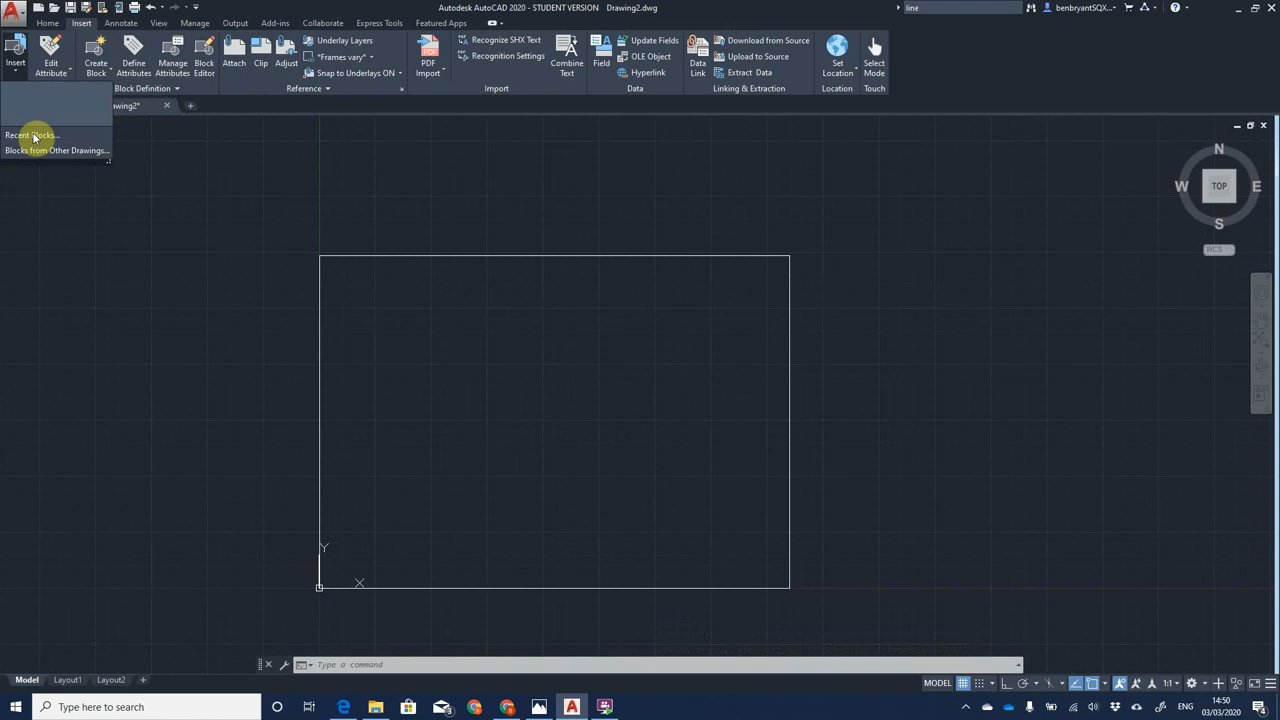 Autodesk AutoCAD 2020 - STUDENT VERSION Drawing2.dwg
line
benbryantSQX...
Home Insert Annotate View Manage Output Add-ins Collaborate Express Tools Featured Apps
Insert
Edit Attribute
Create Block
Define Attributes
Manage Attributes
Block Editor
Block Definition
Attach
Clip
Adjust
Underlay Layers
*Frames vary*
Snap to Underlays ON
Reference
PDF Import
Recognize SHX Text
Recognition Settings
Combine Text
Import
Field
Update Fields
OLE Object
Hyperlink
Data
Data Link
Download from Source
Upload to Source
Extract Data
Linking & Extraction
Set Location
Location
Select Mode
Touch
rawing2*
Recent Blocks...
Blocks from Other Drawings...
N
W TOP E
S
WCS
Y
X
Type a command
Model Layout1 Layout2
MODEL
1:1
Type here to search
ENG
14:50
03/03/2020